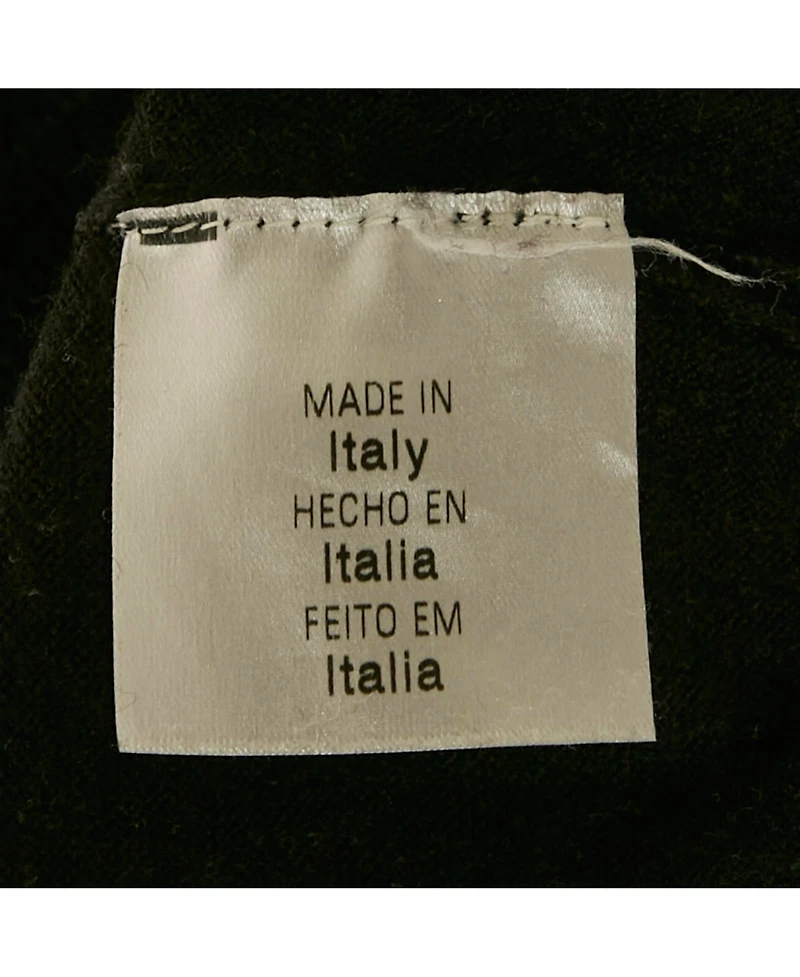 MADE IN
Italy
HECHO EN
Italia
FEITO EM
Italia